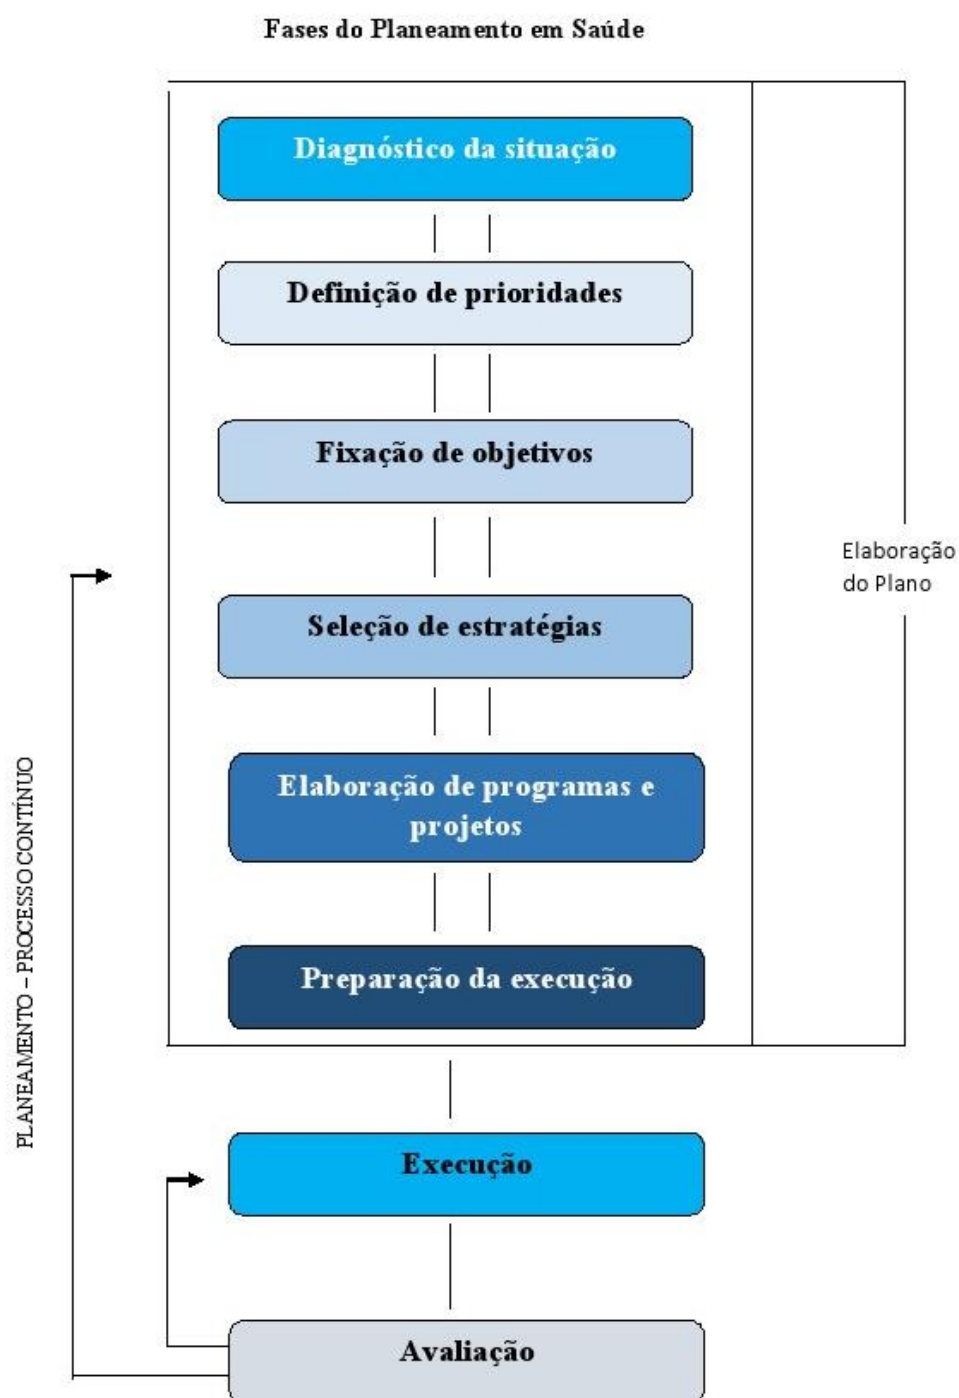 Fases do Planeamento em Saúde
Diagnóstico da situação
Definição de prioridades
Fixação de objetivos
Elaboração
do Plano
Seleção de estratégias
Elaboração de programas e
projetos
Preparação da execução
PLANEAMENTO – PROCESSO CONTÍNUO
Execução
Avaliação